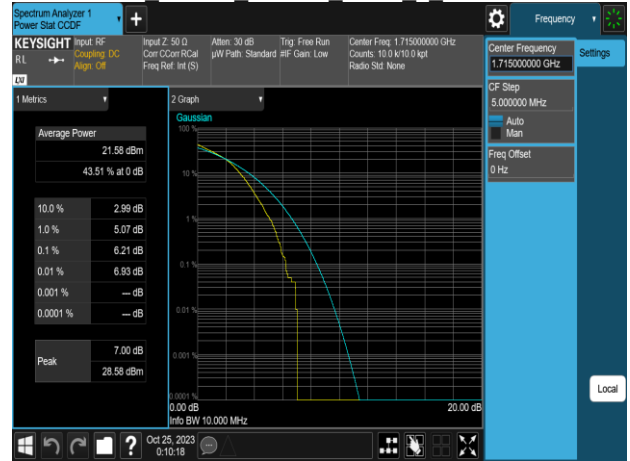 Spectrum Analyzer 1
Power Stat CCDF
Frequency
KEYSIGHT
RL
LXI
Input: RF
Coupling: DC
Align: Off
Input Z: 50 Ω
Corr CCorr RCal
Freq Ref: Int (S)
Atten: 30 dB
µW Path: Standard
Trig: Free Run
#IF Gain: Low
Center Freq: 1.715000000 GHz
Counts: 10.0 k/10.0 kpt
Radio Std: None
Center Frequency
1.715000000 GHz
Settings
CF Step
5.000000 MHz
Auto
Man
Freq Offset
0 Hz
1 Metrics
Average Power
21.58 dBm
43.51 % at 0 dB
10.0 % 2.99 dB
1.0 % 5.07 dB
0.1 % 6.21 dB
0.01 % 6.93 dB
0.001 % --- dB
0.0001 % --- dB
Peak
7.00 dB
28.58 dBm
2 Graph
Gaussian
100 %
10 %
1 %
0.1 %
0.01 %
0.001 %
0.0001 %
0.00 dB
20.00 dB
Info BW 10.000 MHz
Local
?
Oct 25, 2023
0:10:18